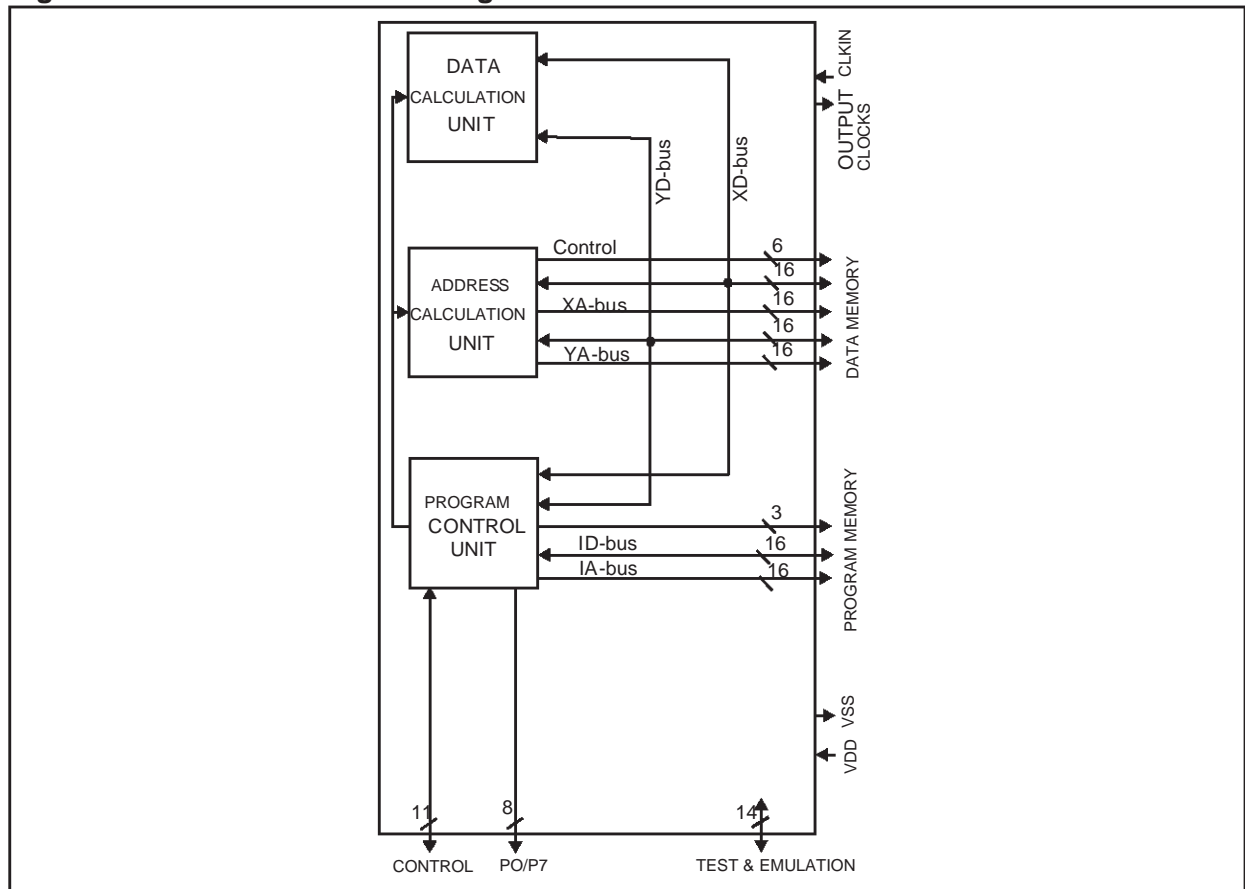 DATA
CALCULATION
UNIT
CLKIN
OUTPUT
CLOCKS
YD-bus
XD-bus
Control
6
16
ADDRESS
CALCULATION
UNIT
XA-bus
16
16
YA-bus
16
DATA MEMORY
PROGRAM
CONTROL
UNIT
3
ID-bus
16
IA-bus
16
PROGRAM MEMORY
VSS
VDD
11
8
14
CONTROL
PO/P7
TEST & EMULATION